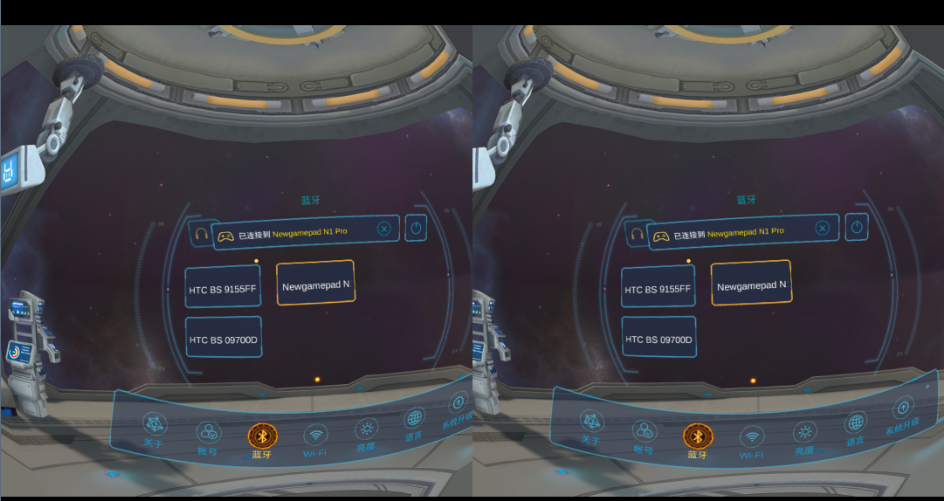 蓝牙
已连接到 Newgamepad N1 Pro
HTC BS 9155FF
Newgamepad N
HTC BS 09700D
关于
帐号
蓝牙
Wi-Fi
亮度
语言
系统升级
蓝牙
已连接到 Newgamepad N1 Pro
HTC BS 9155FF
Newgamepad N
HTC BS 09700D
关于
帐号
蓝牙
Wi-Fi
亮度
语言
系统升级